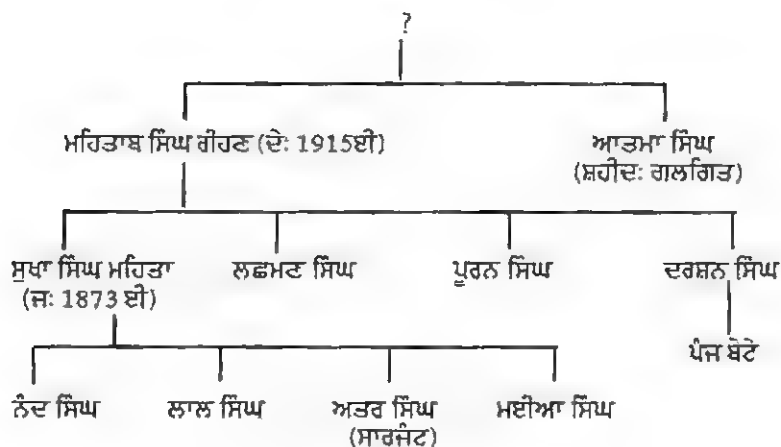 ?
ਮਹਿਤਾਬ ਸਿੰਘ ਗੀਹਣ (ਦੇ: 1915ਈ) ਆਤਮਾ ਸਿੰਘ
(ਸ਼ਹੀਦ: ਗਲਗਿਤ)
ਸੁਖਾ ਸਿੰਘ ਮਹਿਤਾ ਲਛਮਣ ਸਿੰਘ ਪੂਰਨ ਸਿੰਘ ਦਰਸ਼ਨ ਸਿੰਘ
(ਜ: 1873 ਈ)
ਪੰਜ ਬੇਟੇ
ਨੰਦ ਸਿੰਘ ਲਾਲ ਸਿੰਘ ਅਤਰ ਸਿੰਘ ਮਈਆ ਸਿੰਘ
(ਸਾਰਜੰਟ)